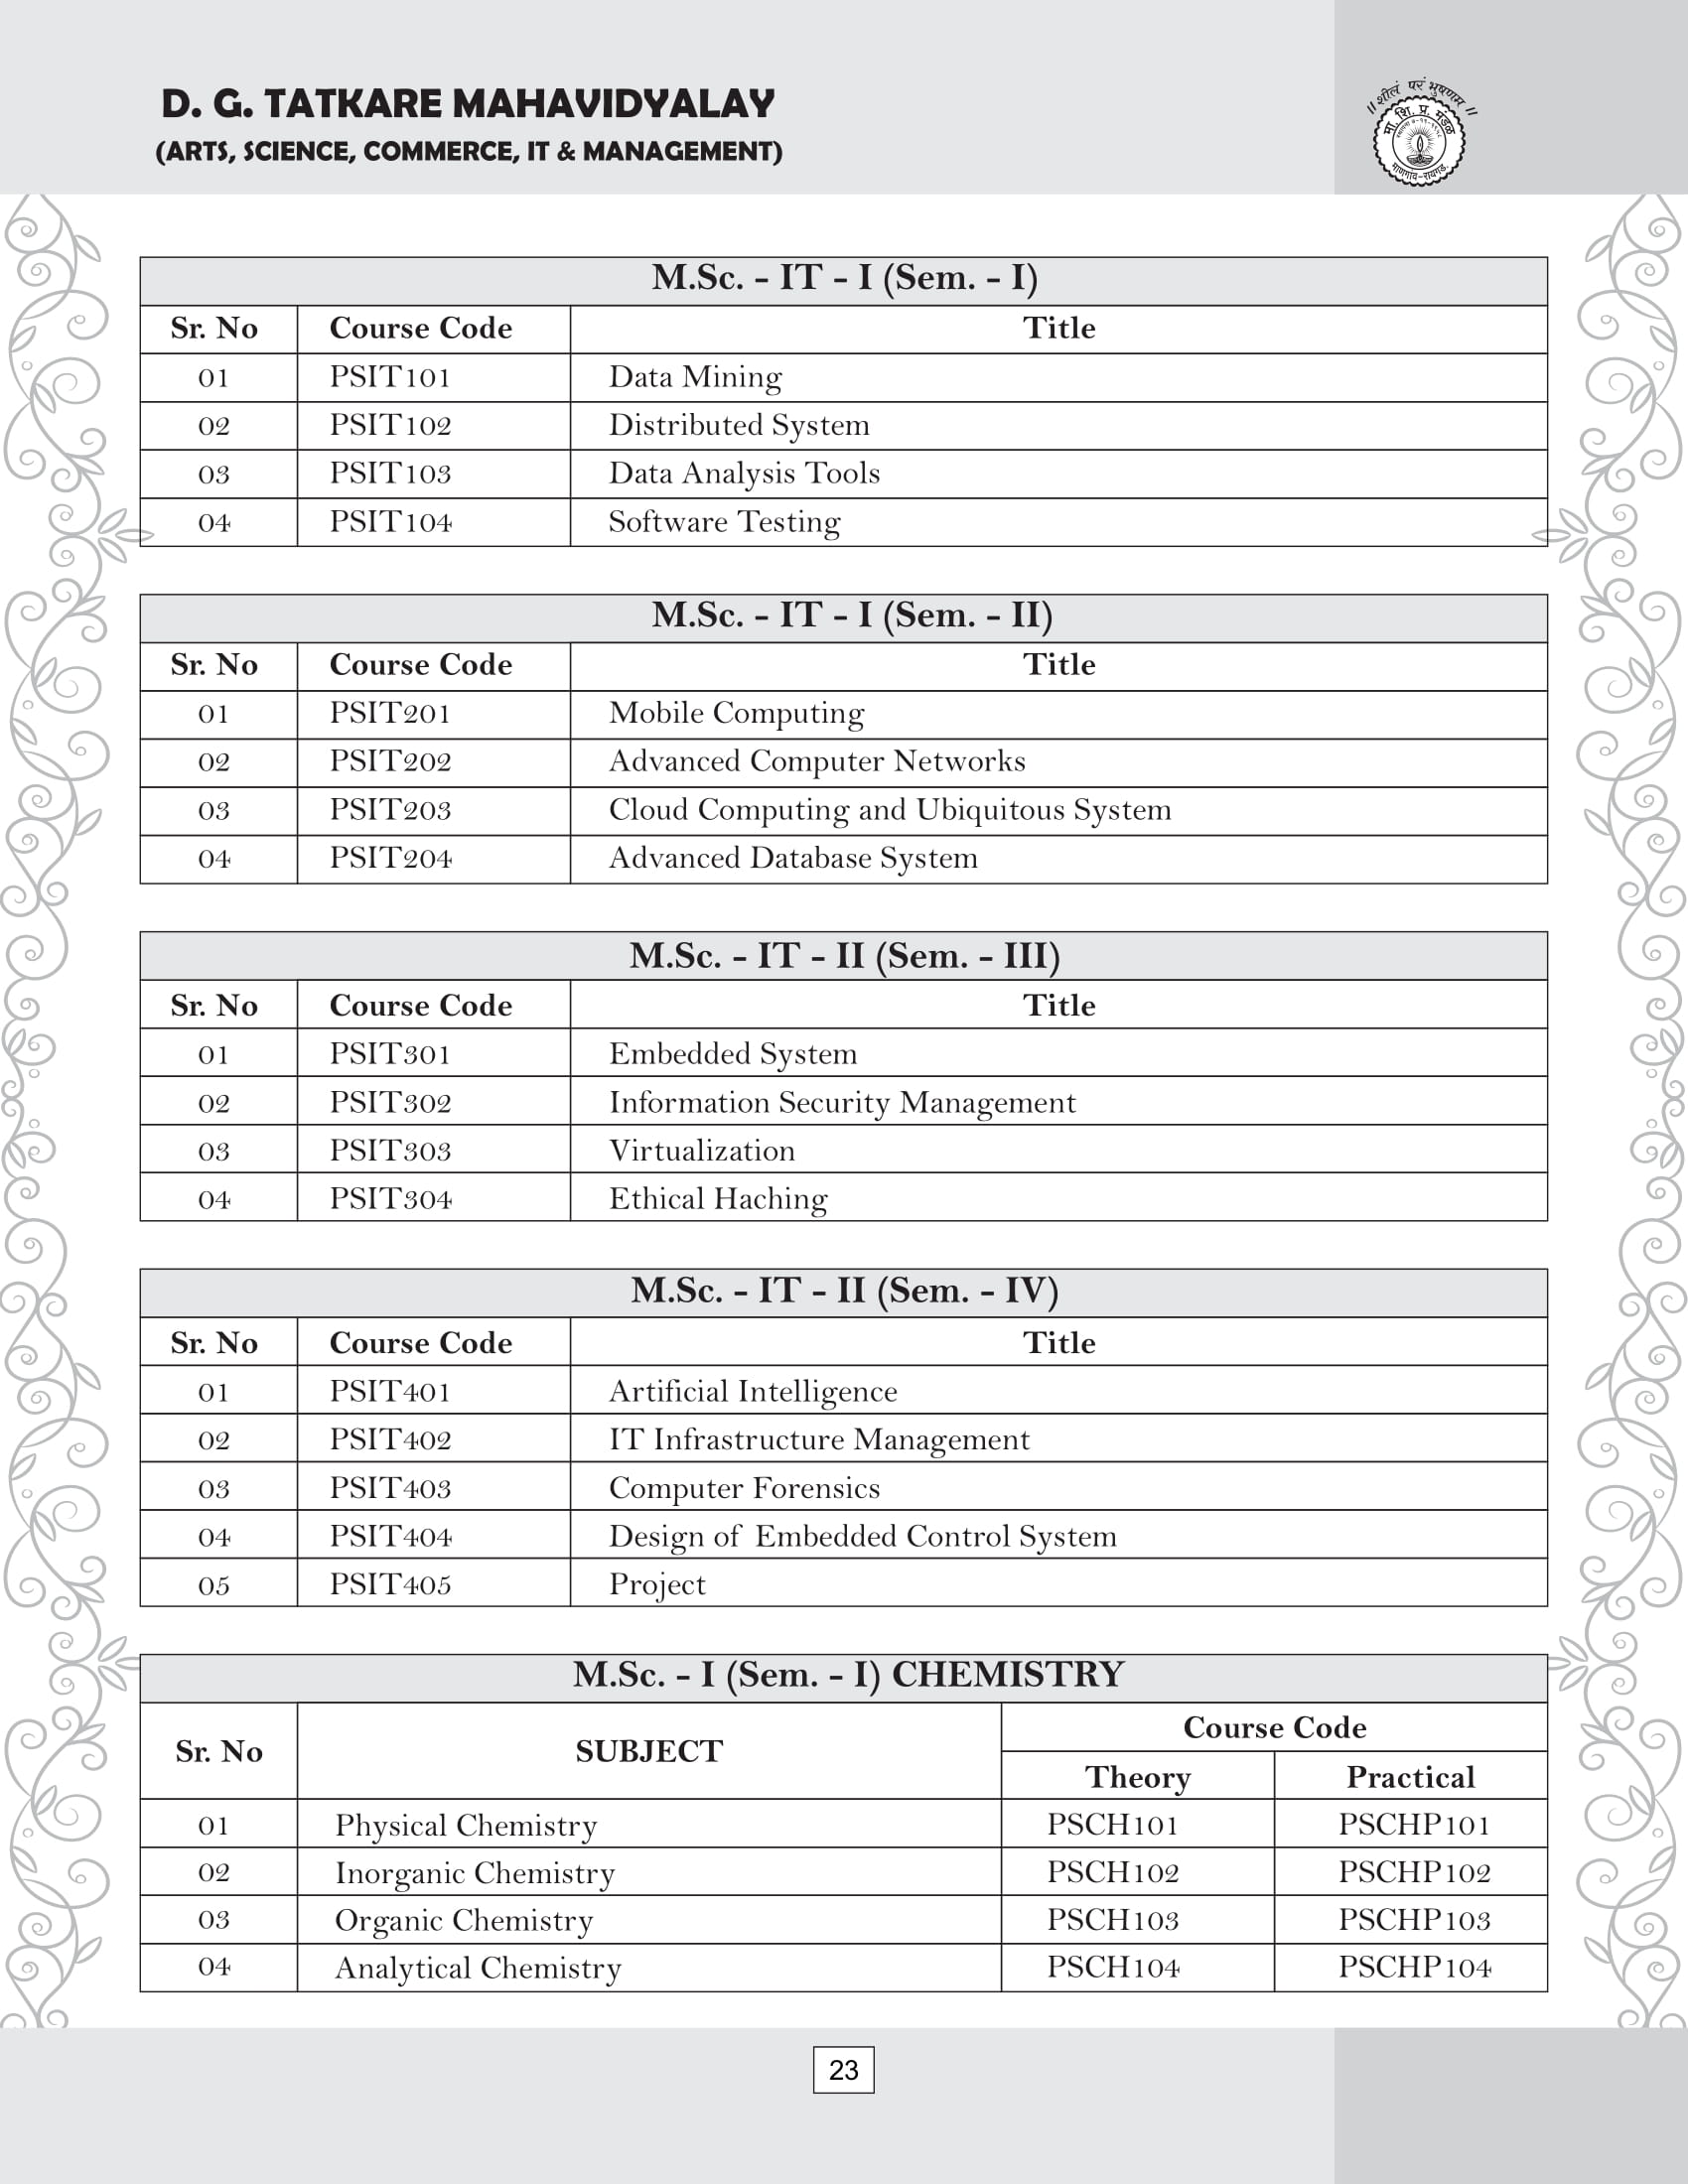 D. G. TATKARE MAHAVIDYALAY
(ARTS, SCIENCE, COMMERCE, IT & MANAGEMENT)
॥ शीलं परं भुषणाम ॥
मा. शि. प्र. मंडळ
माणगांव-रायगड.
M.Sc. - IT - I (Sem. - I)
Sr. No Course Code Title
01 PSIT101 Data Mining
02 PSIT102 Distributed System
03 PSIT103 Data Analysis Tools
04 PSIT104 Software Testing
M.Sc. - IT - I (Sem. - II)
Sr. No Course Code Title
01 PSIT201 Mobile Computing
02 PSIT202 Advanced Computer Networks
03 PSIT203 Cloud Computing and Ubiquitous System
04 PSIT204 Advanced Database System
M.Sc. - IT - II (Sem. - III)
Sr. No Course Code Title
01 PSIT301 Embedded System
02 PSIT302 Information Security Management
03 PSIT303 Virtualization
04 PSIT304 Ethical Haching
M.Sc. - IT - II (Sem. - IV)
Sr. No Course Code Title
01 PSIT401 Artificial Intelligence
02 PSIT402 IT Infrastructure Management
03 PSIT403 Computer Forensics
04 PSIT404 Design of Embedded Control System
05 PSIT405 Project
M.Sc. - I (Sem. - I) CHEMISTRY
Sr. No SUBJECT Course Code
Theory Practical
01 Physical Chemistry PSCH101 PSCHP101
02 Inorganic Chemistry PSCH102 PSCHP102
03 Organic Chemistry PSCH103 PSCHP103
04 Analytical Chemistry PSCH104 PSCHP104
23